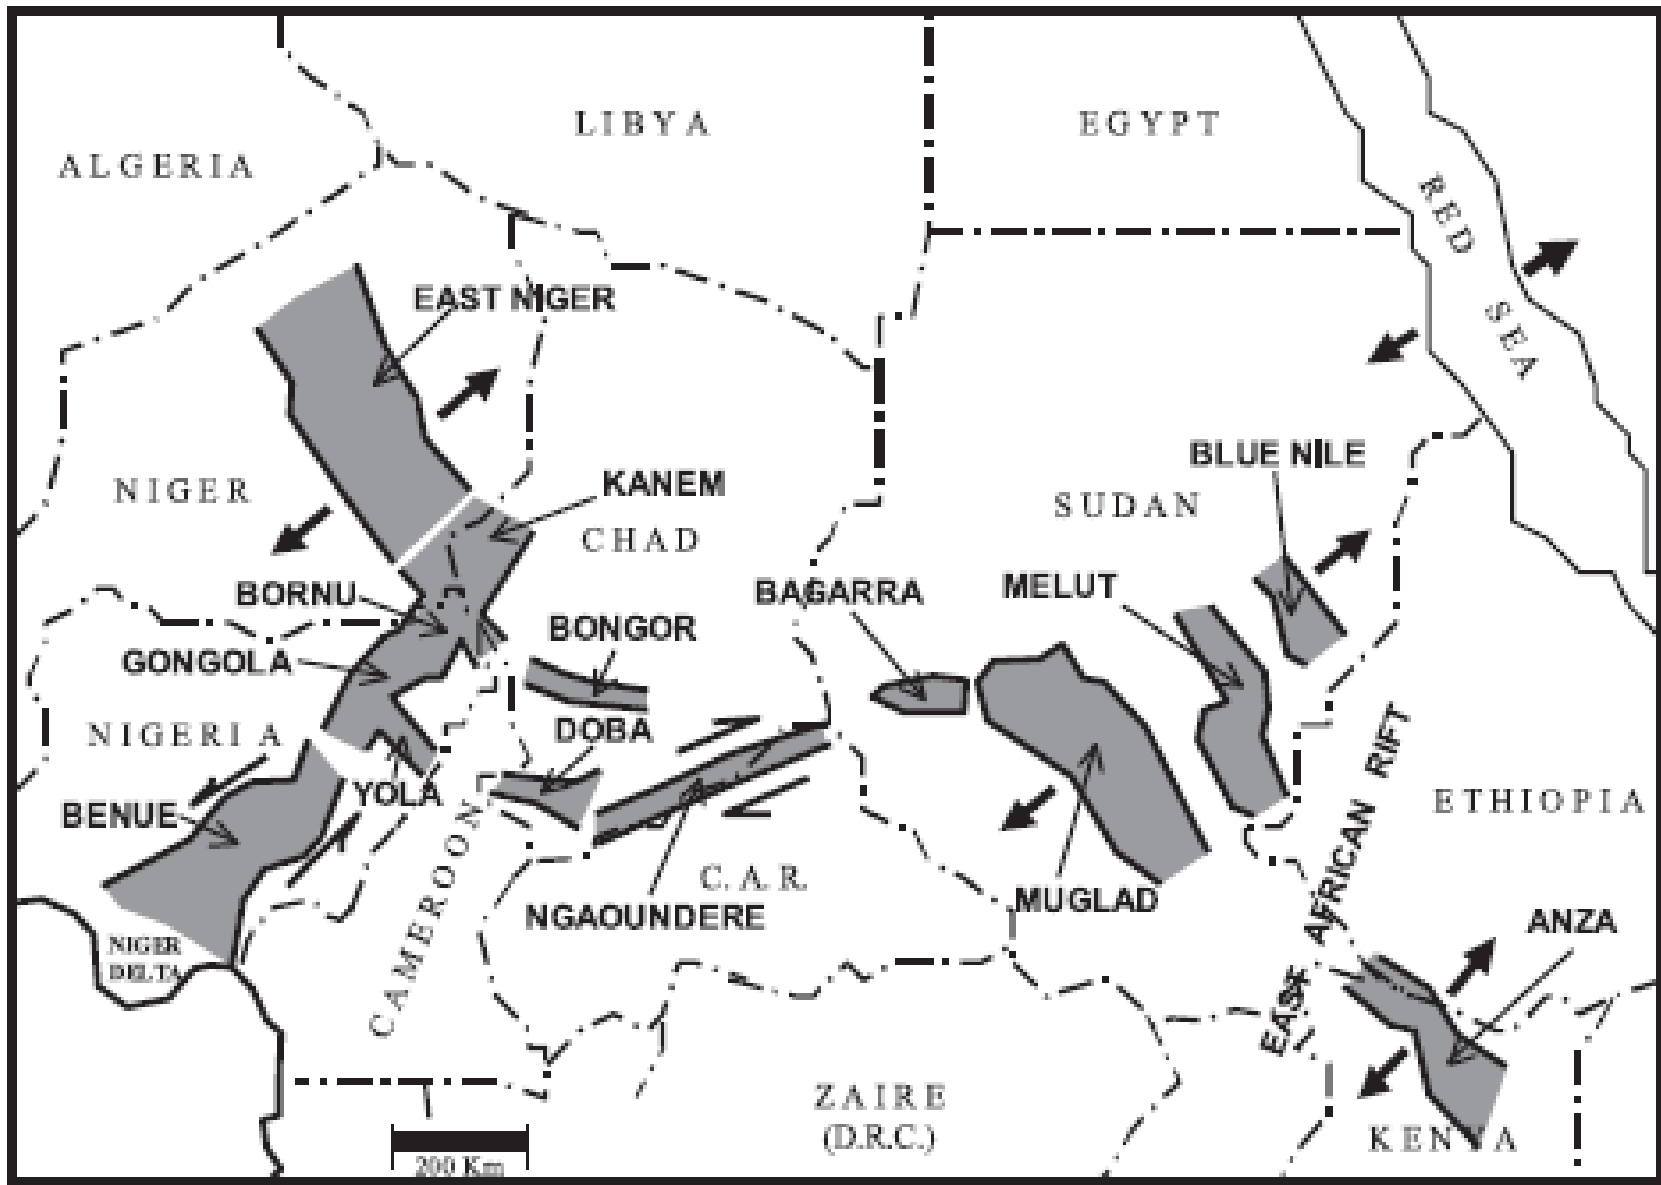 LIBYA
EGYPT
ALGERIA
RED
SEA
EAST NIGER
BLUE NILE
KANEM
NIGER
SUDAN
CHAD
BORNU
BAGARRA
MELUT
BONGOR
GONGOLA
DOBA
NIGERIA
YOLA
BENUE
ETHIOPIA
EAST AFRICAN RIFT
CAMEROON
C. A. R.
NGAOUNDERE
MUGLAD
ANZA
NIGER
DELTA
ZAIRE
(D.R.C.)
KENYA
200 Km